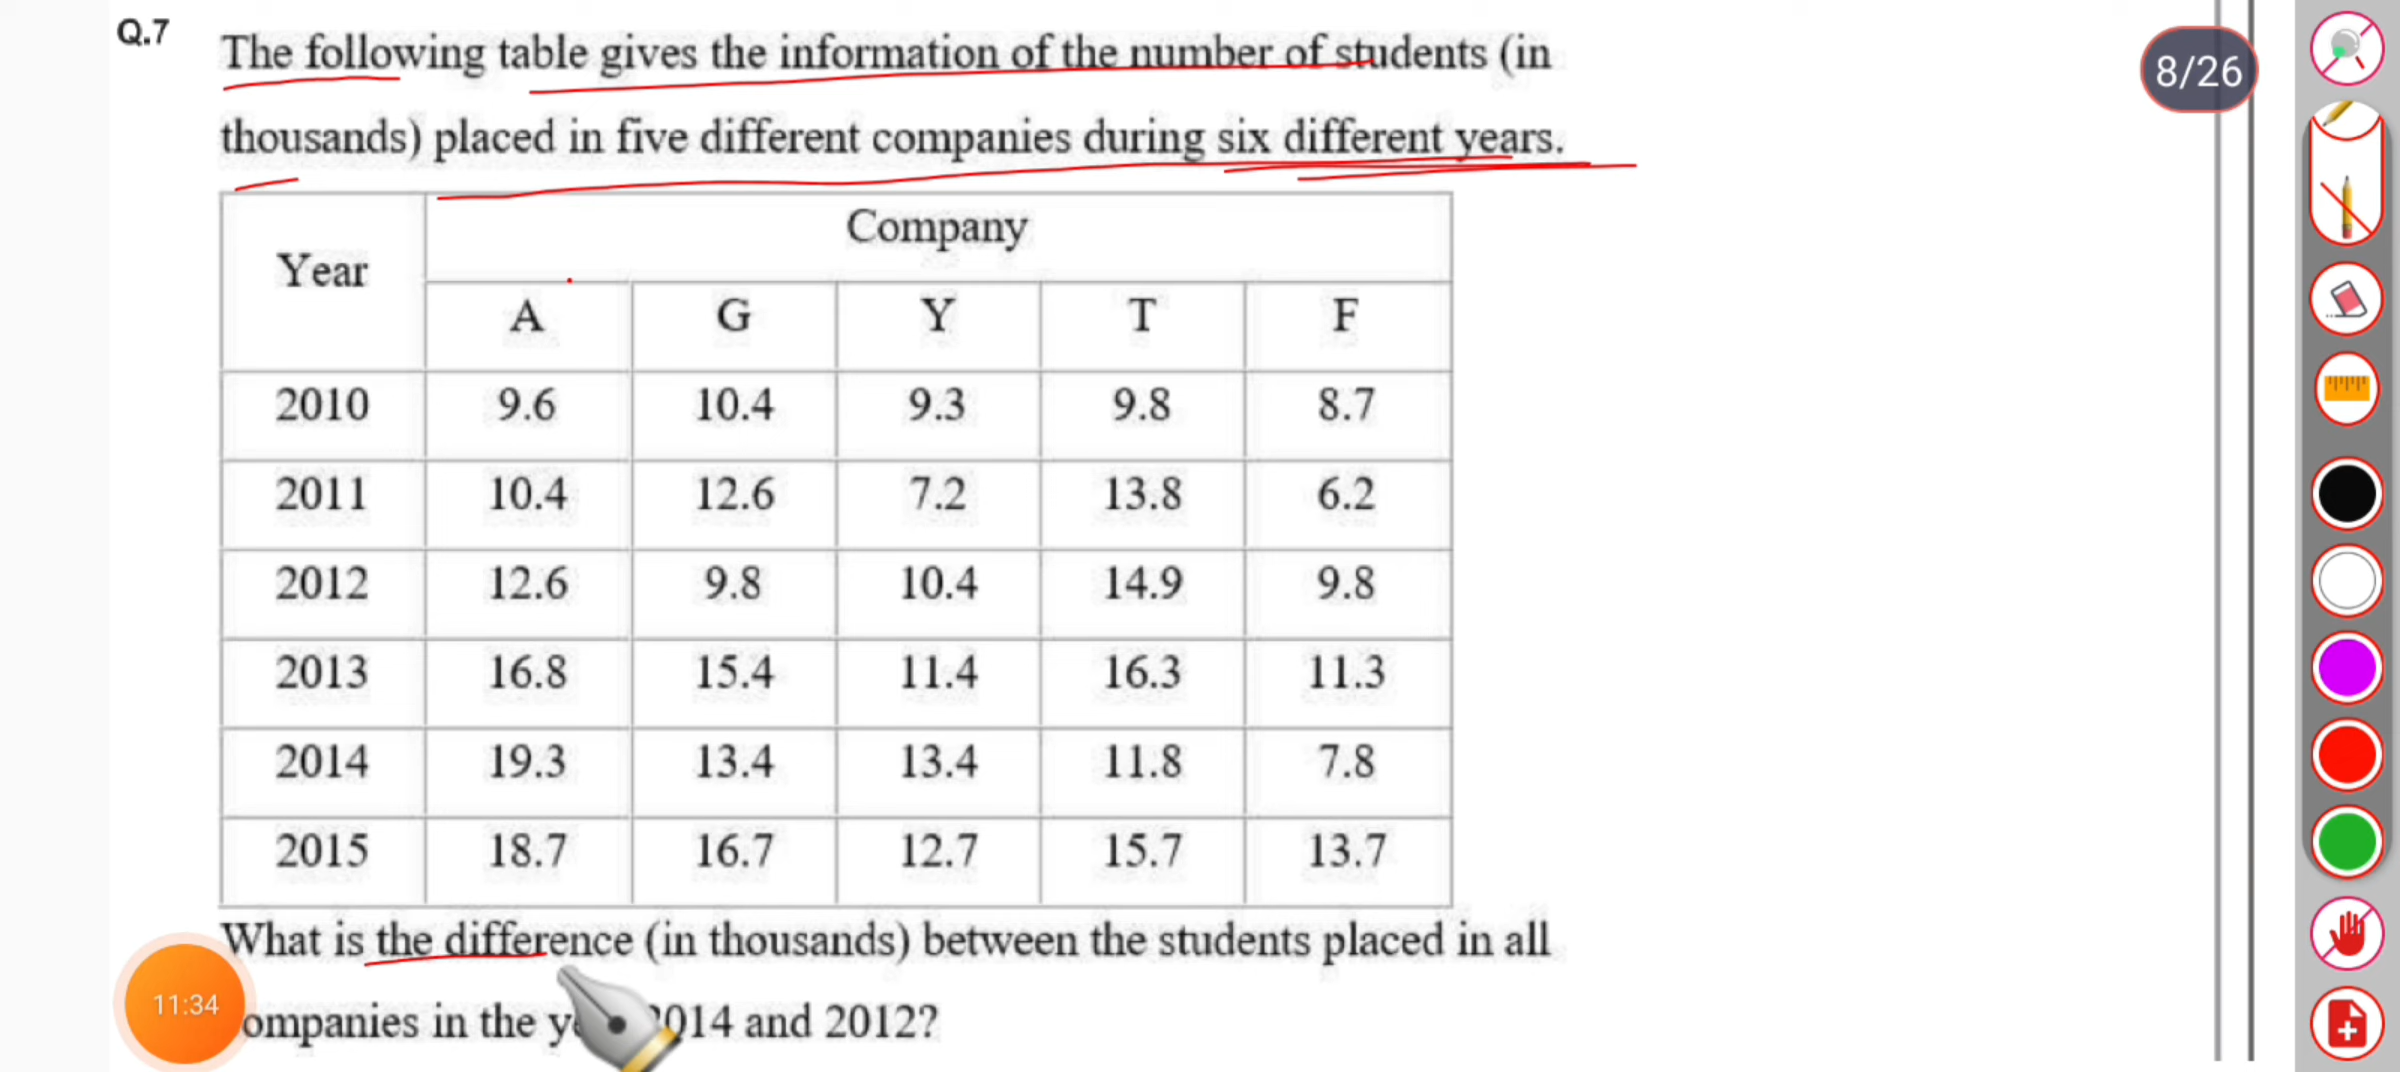 Q.7
The following table gives the information of the number of students (in
thousands) placed in five different companies during six different years.
8/26
Year Company
A G Y T F
2010 9.6 10.4 9.3 9.8 8.7
2011 10.4 12.6 7.2 13.8 6.2
2012 12.6 9.8 10.4 14.9 9.8
2013 16.8 15.4 11.4 16.3 11.3
2014 19.3 13.4 13.4 11.8 7.8
2015 18.7 16.7 12.7 15.7 13.7
What is the difference (in thousands) between the students placed in all
ompanies in the 2014 and 2012?
11:34